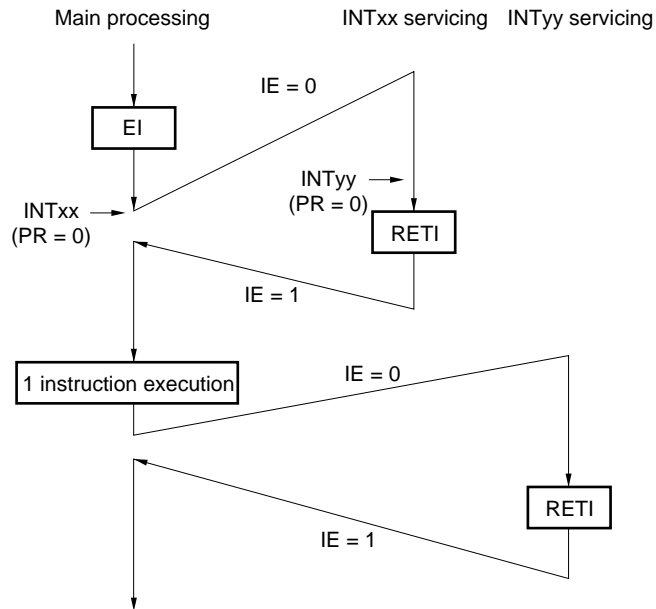 Main processing
INTxx servicing
INTyy servicing
IE = 0
EI
INTyy
(PR = 0)
INTxx
(PR = 0)
RETI
IE = 1
1 instruction execution
IE = 0
RETI
IE = 1